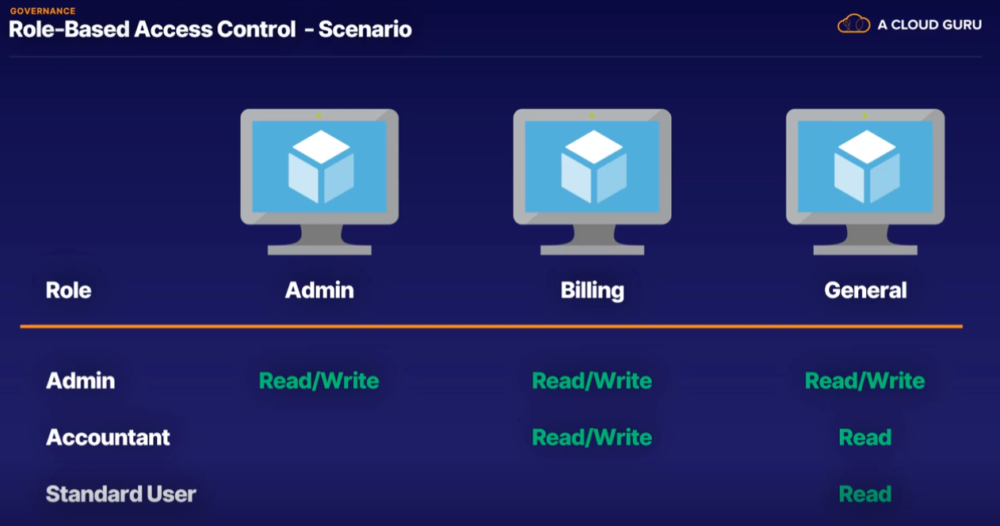 GOVERNANCE
Role-Based Access Control - Scenario
A CLOUD GURU
Role Admin Billing General
Admin Read/Write Read/Write Read/Write
Accountant Read/Write Read
Standard User Read